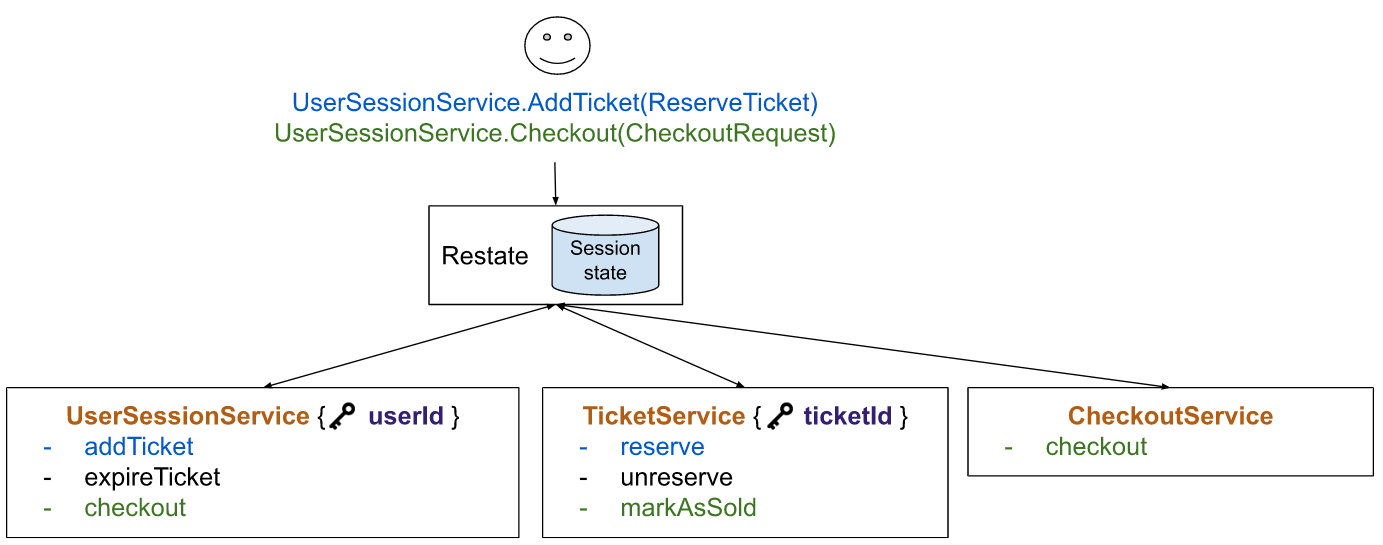 UserSessionService.AddTicket(ReserveTicket)
UserSessionService.Checkout(CheckoutRequest)
Restate
Session
state
UserSessionService { userId }
- addTicket
- expireTicket
- checkout
TicketService { ticketId }
- reserve
- unreserve
- markAsSold
CheckoutService
- checkout